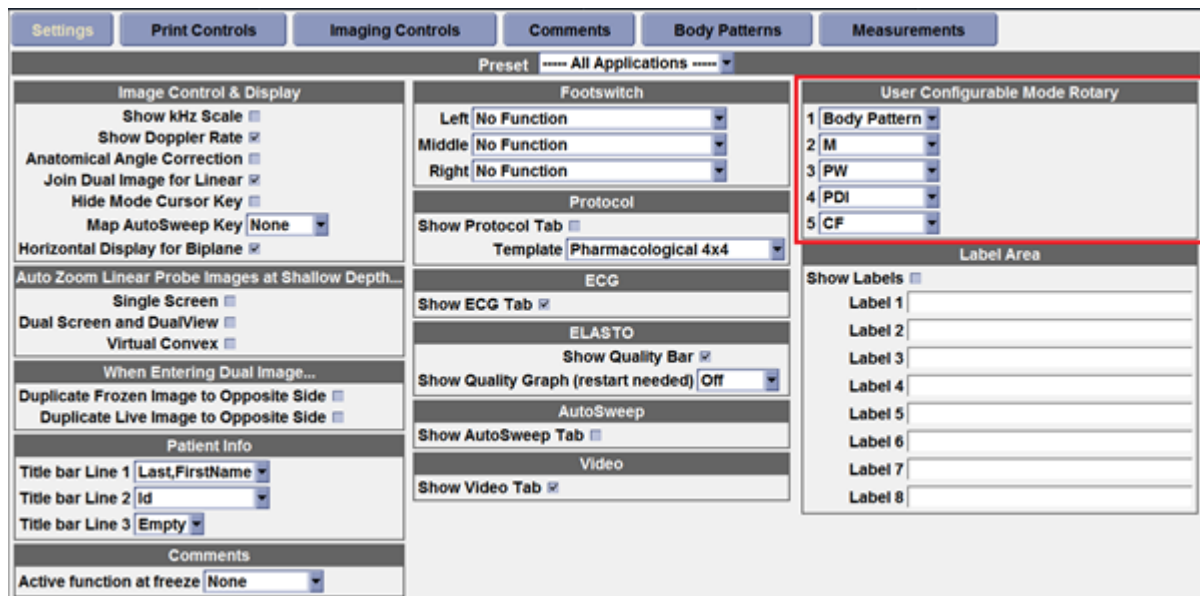 Settings Print Controls Imaging Controls Comments Body Patterns Measurements
Preset ----- All Applications -----
Image Control & Display
Show kHz Scale
Show Doppler Rate
Anatomical Angle Correction
Join Dual Image for Linear
Hide Mode Cursor Key
Map AutoSweep Key None
Horizontal Display for Biplane
Auto Zoom Linear Probe Images at Shallow Depth...
Single Screen
Dual Screen and DualView
Virtual Convex
When Entering Dual Image...
Duplicate Frozen Image to Opposite Side
Duplicate Live Image to Opposite Side
Patient Info
Title bar Line 1 Last,FirstName
Title bar Line 2 Id
Title bar Line 3 Empty
Comments
Active function at freeze None
Footswitch
Left No Function
Middle No Function
Right No Function
Protocol
Show Protocol Tab
Template Pharmacological 4x4
ECG
Show ECG Tab
ELASTO
Show Quality Bar
Show Quality Graph (restart needed) Off
AutoSweep
Show AutoSweep Tab
Video
Show Video Tab
User Configurable Mode Rotary
1 Body Pattern
2 M
3 PW
4 PDI
5 CF
Label Area
Show Labels
Label 1
Label 2
Label 3
Label 4
Label 5
Label 6
Label 7
Label 8